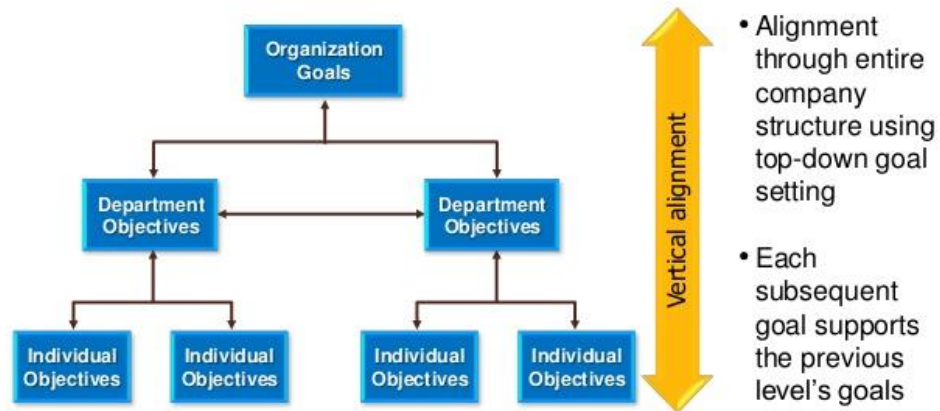 Organization
Goals
Department
Objectives
Department
Objectives
Individual
Objectives
Individual
Objectives
Individual
Objectives
Individual
Objectives
Vertical alignment
• Alignment
through entire
company
structure using
top-down goal
setting
• Each
subsequent
goal supports
the previous
level's goals